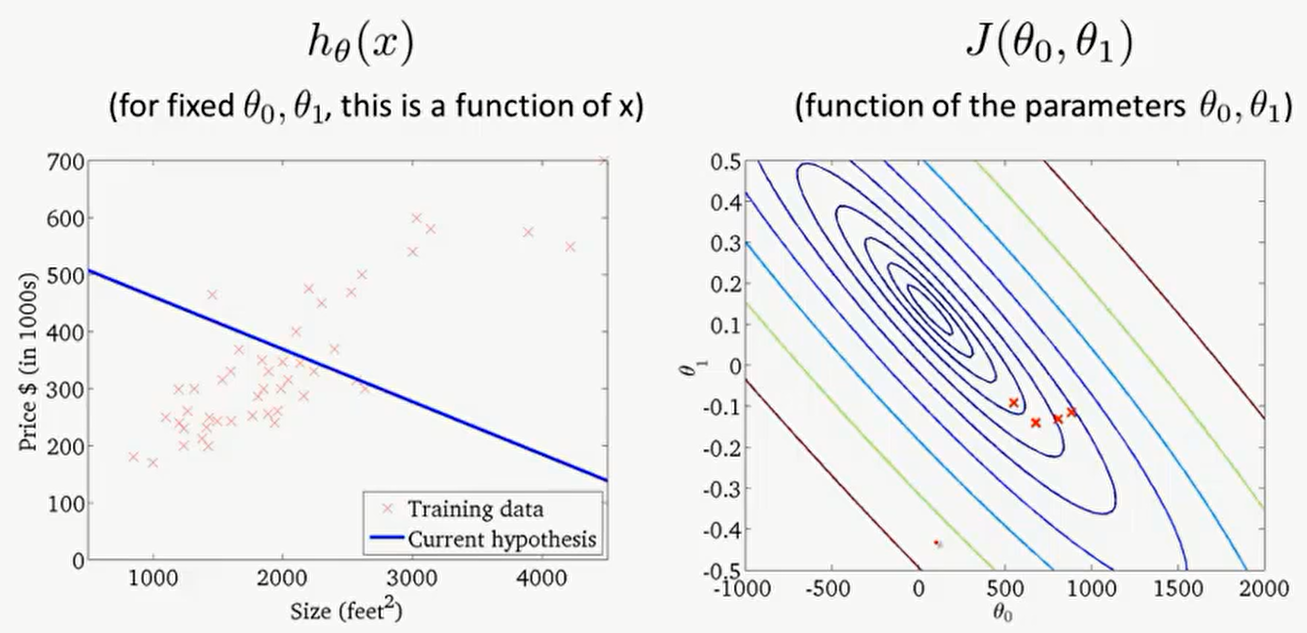 hθ(x)
(for fixed θ0, θ1, this is a function of x)
700
600
500
400
300
200
100
0
1000 2000 3000 4000
Price $ (in 1000s)
Size (feet²)
Training data
Current hypothesis
J(θ0, θ1)
(function of the parameters θ0, θ1)
0.5
0.4
0.3
0.2
0.1
0
-0.1
-0.2
-0.3
-0.4
-0.5
-1000 -500 0 500 1000 1500 2000
θ1
θ0